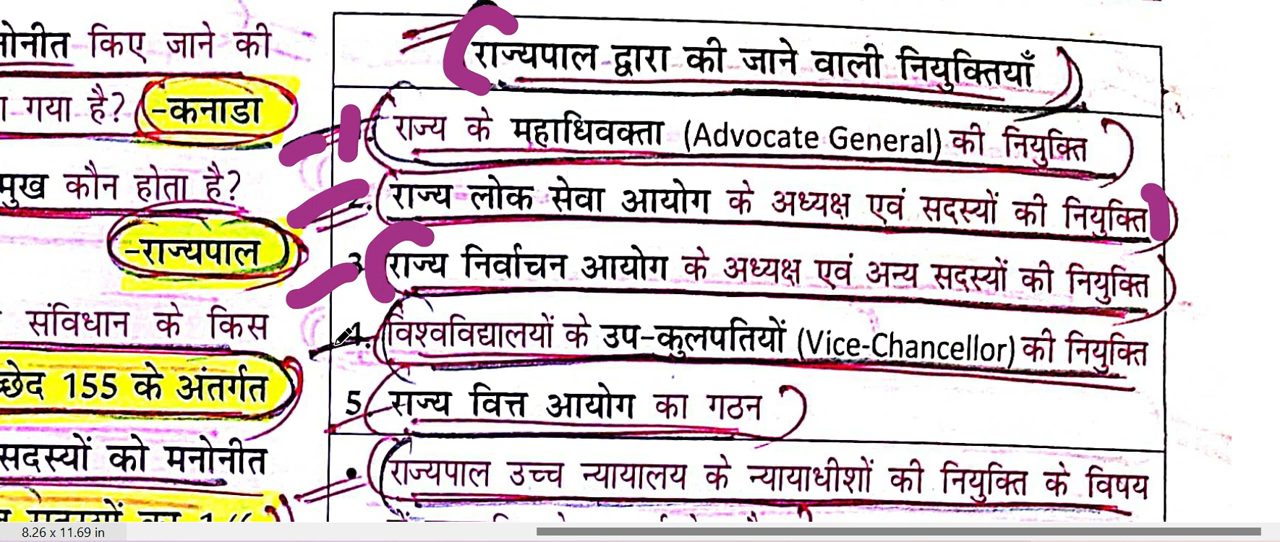 नोनीत किए जाने की
गया है? -कनाडा
कौन होता है?
-राज्यपाल
संविधान के किस
155 के अंतर्गत
सदस्यों को मनोनीत
राज्यपाल द्वारा की जाने वाली नियुक्तियाँ
राज्य के महाधिवक्ता (Advocate General) की नियुक्ति
2. राज्य लोक सेवा आयोग के अध्यक्ष एवं सदस्यों की नियुक्ति
3. राज्य निर्वाचन आयोग के अध्यक्ष एवं अन्य सदस्यों की नियुक्ति
4. विश्वविद्यालयों के उप-कुलपतियों (Vice-Chancellor) की नियुक्ति
5. राज्य वित्त आयोग का गठन
• राज्यपाल उच्च न्यायालय के न्यायाधीशों की नियुक्ति के विषय
8.26 x 11.69 in